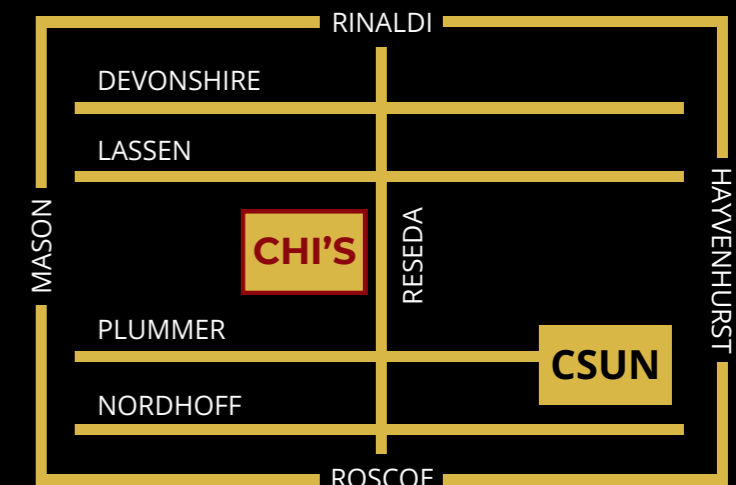 RINALDI
DEVONSHIRE
LASSEN
MASON
CHI'S
RESEDA
HAYVENHURST
PLUMMER
CSUN
NORDHOFF
ROSCOE